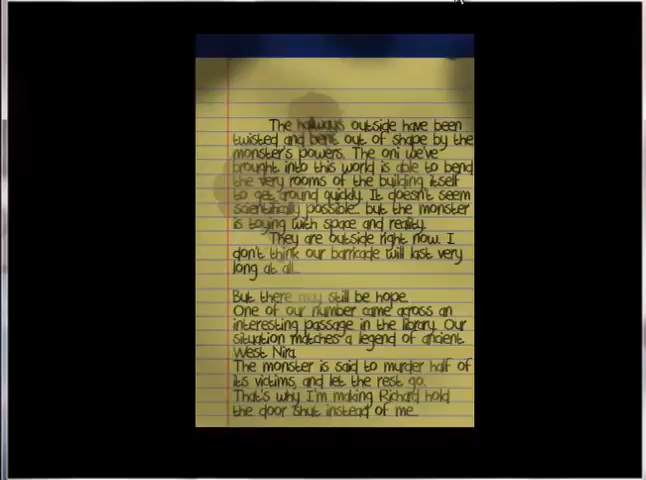 The hallways outside have been
twisted and bent out of shape by the
monster's powers. The oni we've
brought into this world is able to bend
the very rooms of the building itself
to get around quickly. It doesn't seem
scientifically possible... but the monster
is toying with space and reality.
They are outside right now. I
don't think our barricade will last very
long at all...
But there may still be hope.
One of our number came across an
interesting passage in the library. Our
situation matches a legend of ancient
West Nira.
The monster is said to murder half of
its victims, and let the rest go.
That's why I'm making Richard hold
the door shut instead of me...